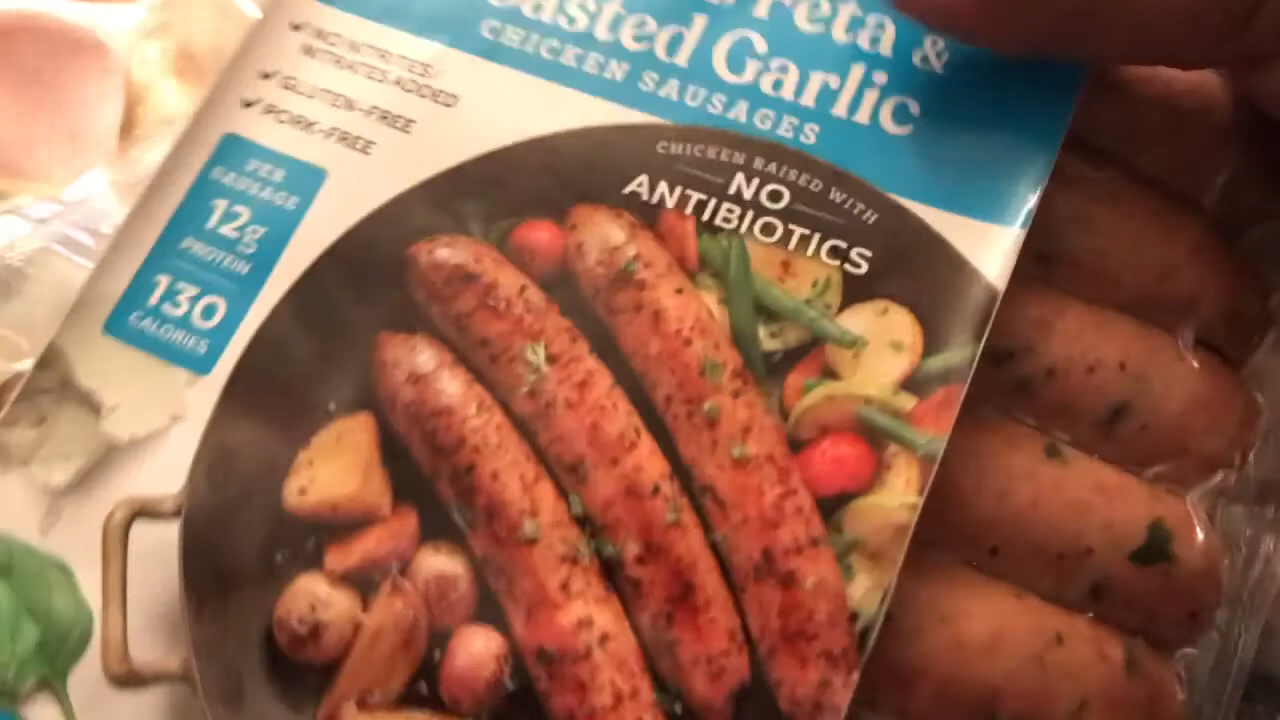 Feta &
asted Garlic
CHICKEN SAUSAGES
✓ NO NITRITES/
NITRATES ADDED
✓ GLUTEN-FREE
✓ PORK-FREE
PER
SAUSAGE
12g
PROTEIN
130
CALORIES
CHICKEN RAISED WITH
NO
ANTIBIOTICS